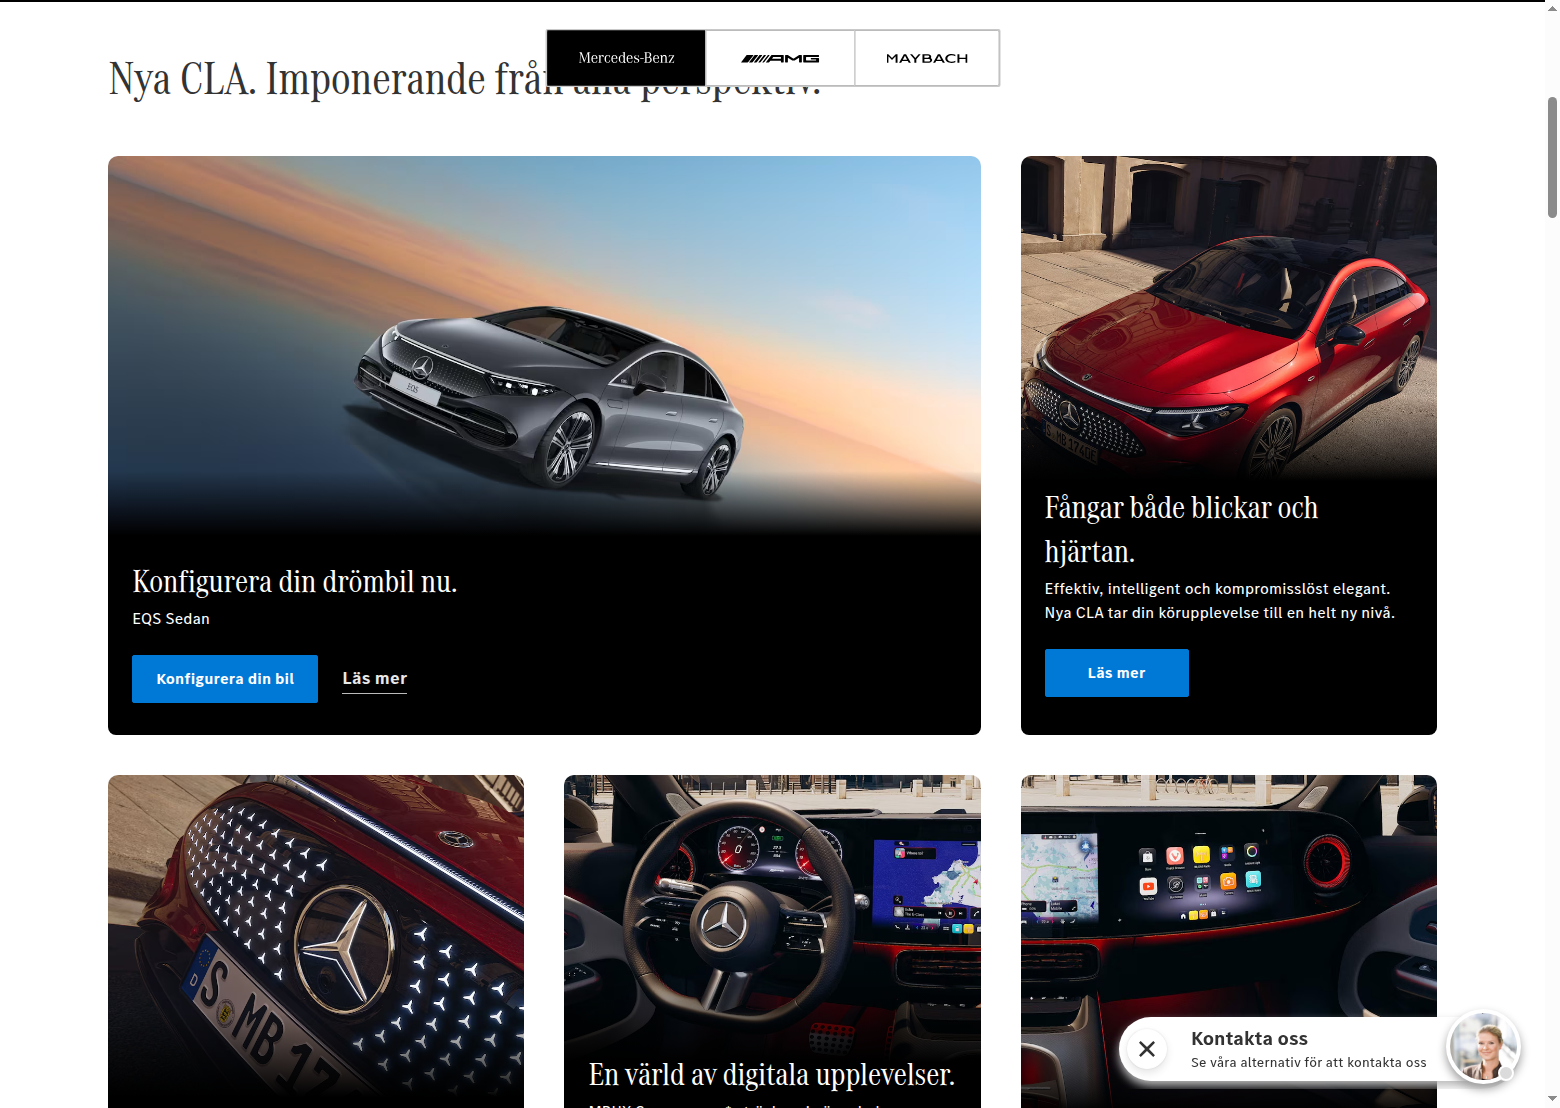 Mercedes-Benz
AMG
MAYBACH
Nya CLA. Imponerande från alla perspektiv.
EQS
Konfigurera din drömbil nu.
EQS Sedan
Konfigurera din bil
Läs mer
Fångar både blickar och
hjärtan.
Effektiv, intelligent och kompromisslöst elegant.
Nya CLA tar din körupplevelse till en helt ny nivå.
Läs mer
S MB 17
En värld av digitala upplevelser.
Kontakta oss
Se våra alternativ för att kontakta oss